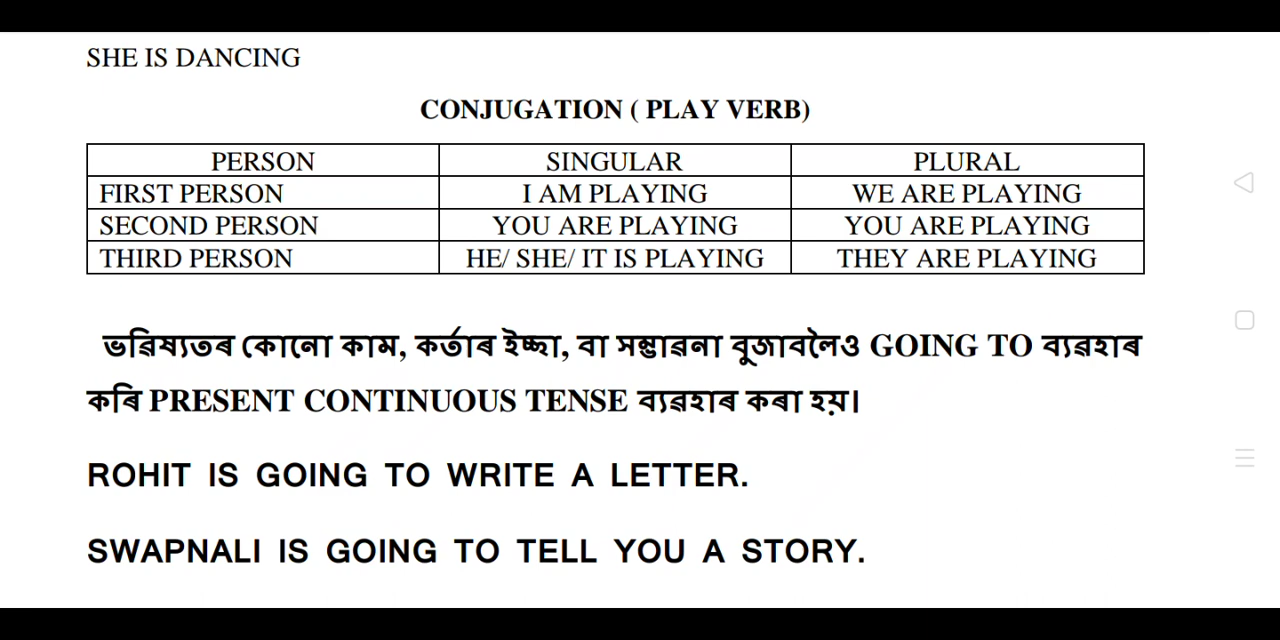 SHE IS DANCING
CONJUGATION ( PLAY VERB)
PERSON SINGULAR PLURAL
FIRST PERSON I AM PLAYING WE ARE PLAYING
SECOND PERSON YOU ARE PLAYING YOU ARE PLAYING
THIRD PERSON HE/ SHE/ IT IS PLAYING THEY ARE PLAYING
ভৱিষ্যতৰ কোনো কাম, কৰ্তাৰ ইচ্ছা, বা সম্ভাৱনা বুজাবলৈও GOING TO ব্যৱহাৰ
কৰি PRESENT CONTINUOUS TENSE ব্যৱহাৰ কৰা হয়।
ROHIT IS GOING TO WRITE A LETTER.
SWAPNALI IS GOING TO TELL YOU A STORY.